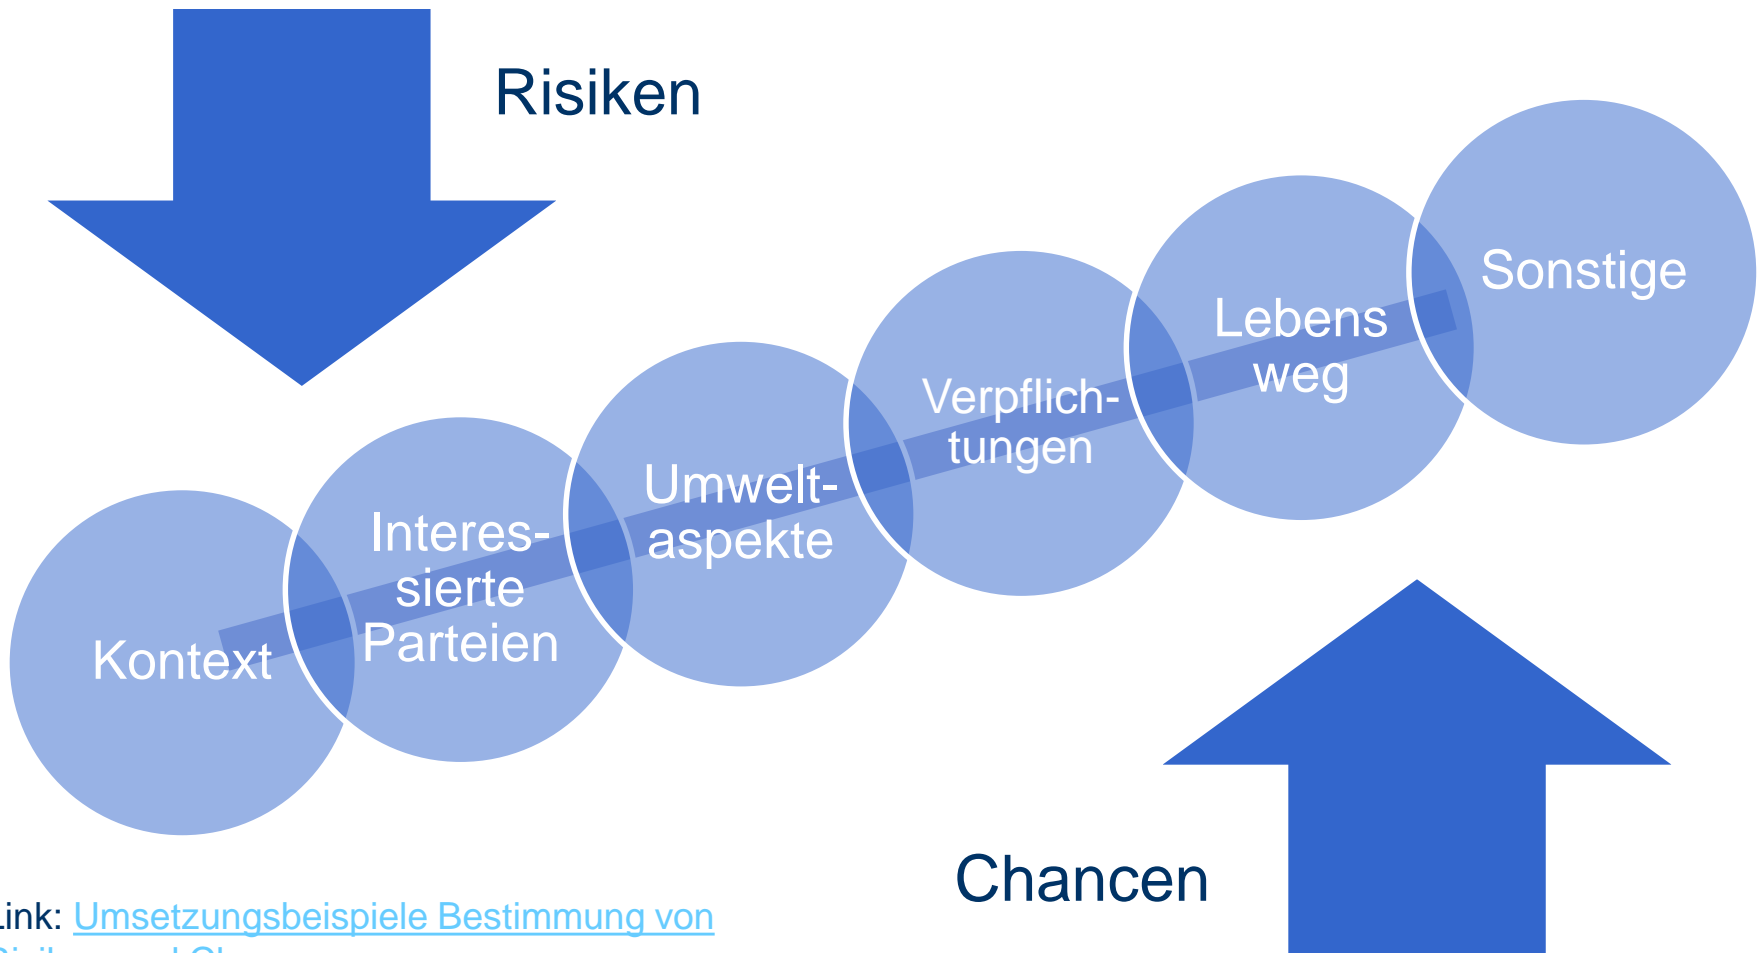 Risiken
Sonstige
Lebens
weg
Verpflich-
tungen
Umwelt-
aspekte
Interes-
sierte
Parteien
Kontext
Chancen
Link: Umsetzungsbeispiele Bestimmung von